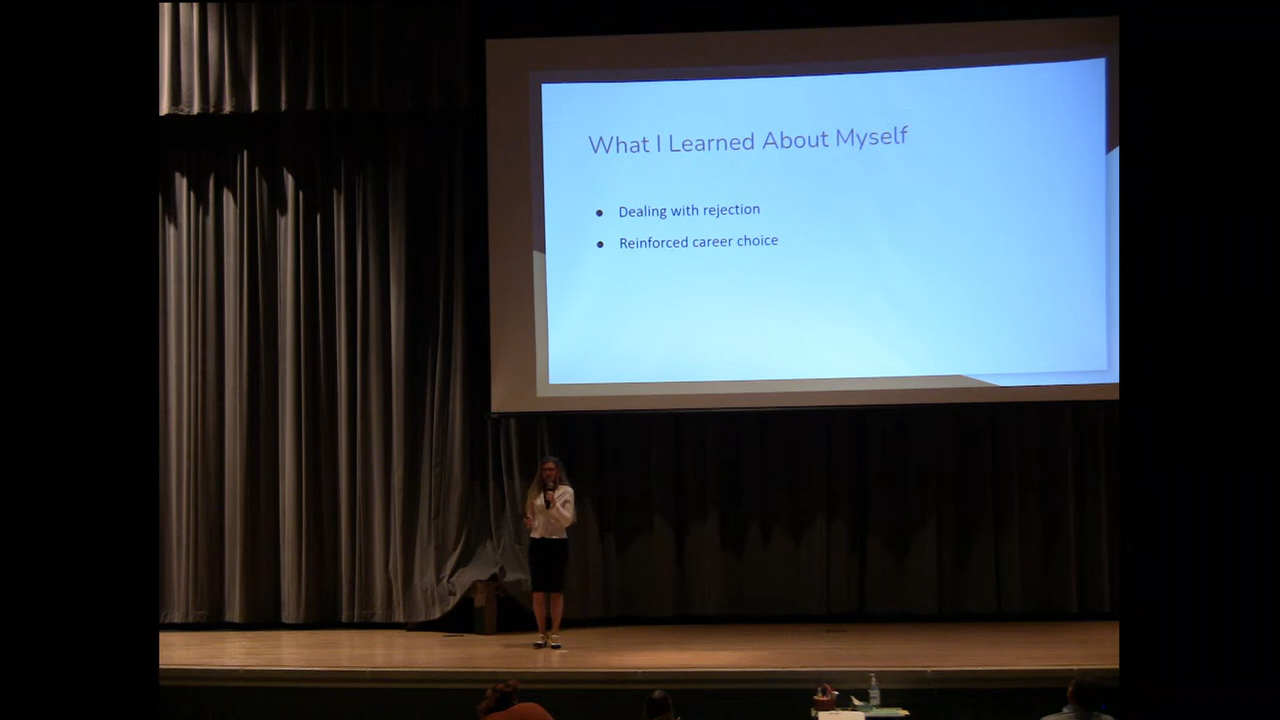 What I Learned About Myself
● Dealing with rejection
● Reinforced career choice